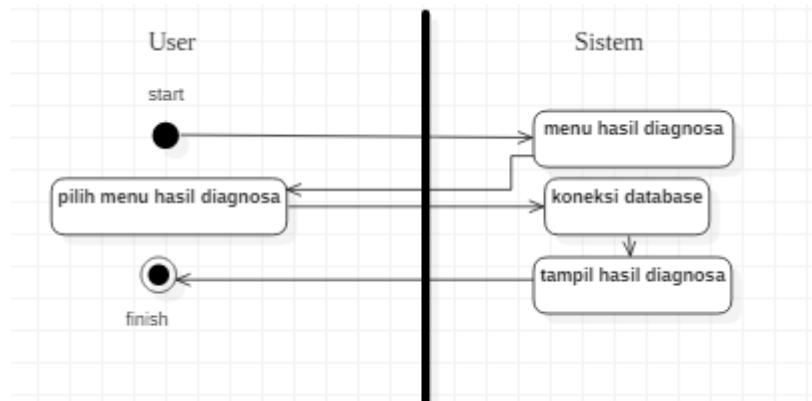 User
Sistem
start
menu hasil diagnosa
pilih menu hasil diagnosa
koneksi database
tampil hasil diagnosa
finish